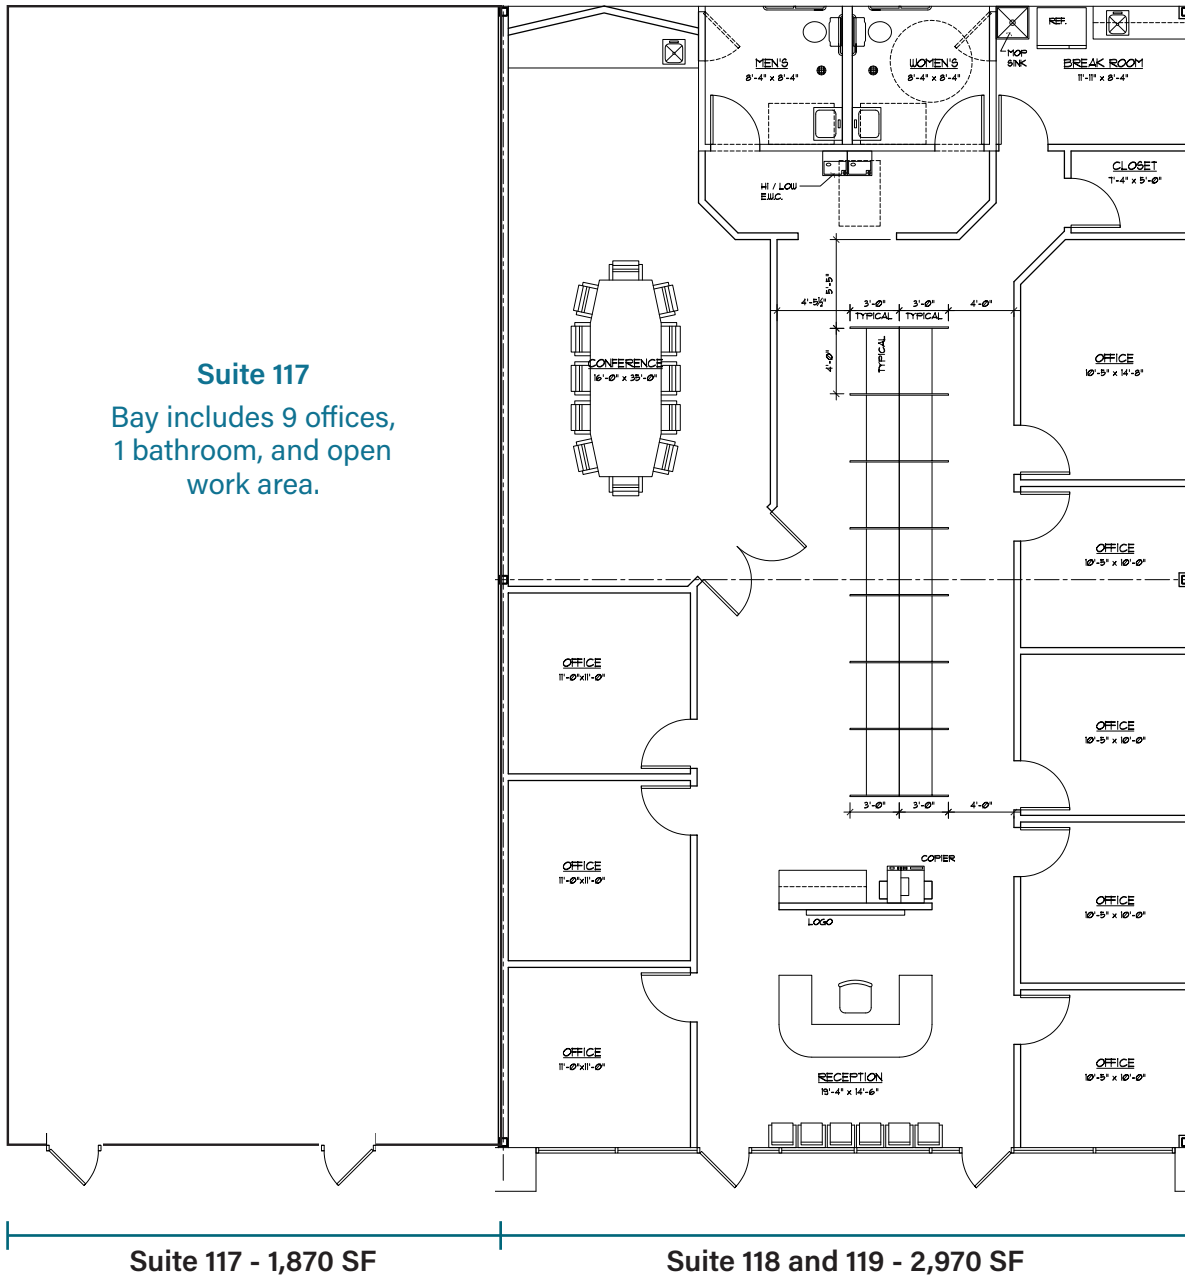 MEN'S
8'-4" x 8'-4"
WOMEN'S
8'-4" x 8'-4"
MOP
SINK
REF.
BREAK ROOM
11'-11" x 8'-4"
HI / LOW
E.W.C.
CLOSET
7'-4" x 5'-0"
5'-5"
4'-5½"
3'-0"
3'-0"
4'-0"
TYPICAL
TYPICAL
4'-0"
TYPICAL
CONFERENCE
16'-0" x 35'-0"
OFFICE
10'-5" x 14'-8"
Suite 117
Bay includes 9 offices,
1 bathroom, and open
work area.
OFFICE
10'-5" x 10'-0"
OFFICE
11'-0"x11'-0"
OFFICE
10'-5" x 10'-0"
3'-0"
3'-0"
4'-0"
OFFICE
11'-0"x11'-0"
COPIER
LOGO
OFFICE
10'-5" x 10'-0"
OFFICE
11'-0"x11'-0"
RECEPTION
19'-4" x 14'-6"
OFFICE
10'-5" x 10'-0"
Suite 117 - 1,870 SF
Suite 118 and 119 - 2,970 SF